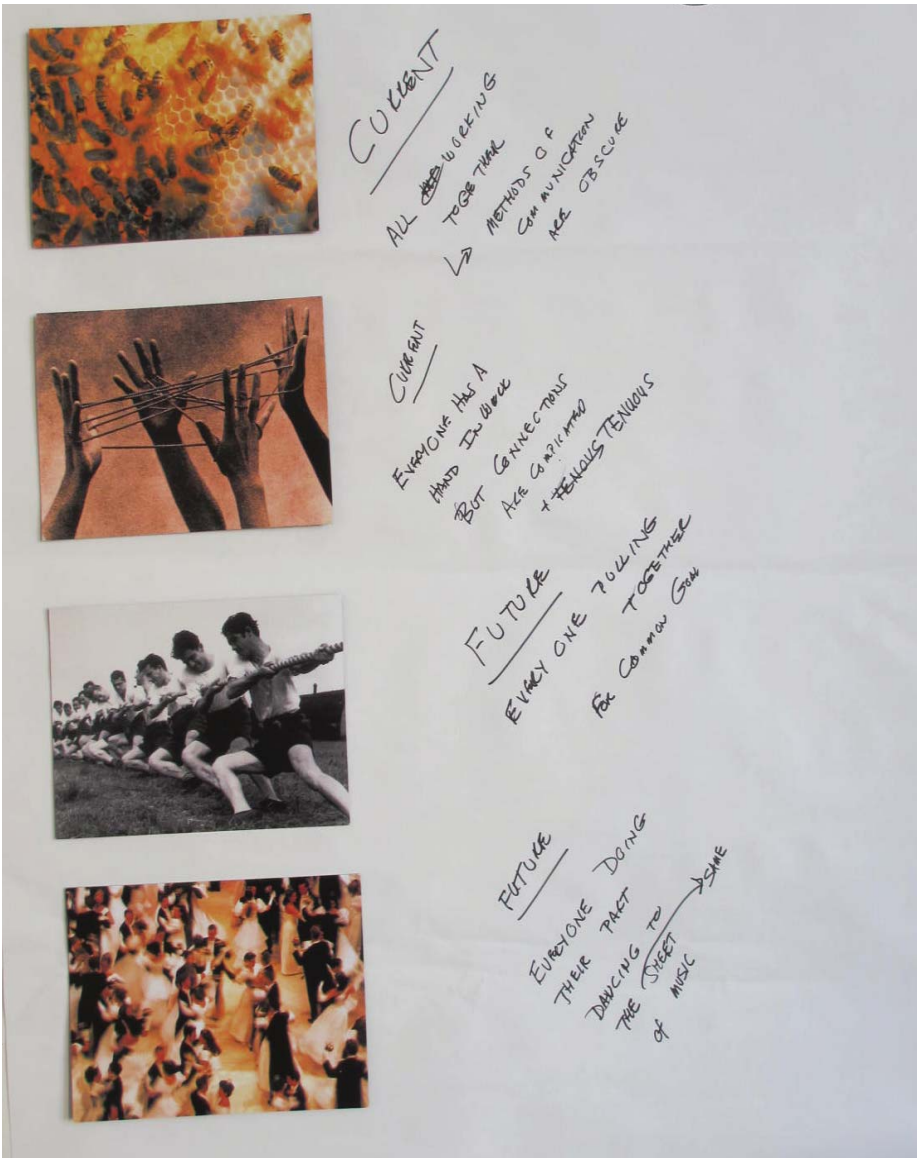 CURRENT
ALL WORKING
TOGETHER
↳ METHODS OF
COMMUNICATION
ARE OBSCURE
CURRENT
EVERYONE HAS A
HAND IN WORK
BUT CONNECTIONS
ARE COMPLICATED
+ TENOUS TENUOUS
FUTURE
EVERYONE PULLING
TOGETHER
FOR COMMON GOAL
FUTURE
EVERYONE DOING
THEIR PART
DANCING TO
THE SHEET → SAME
OF MUSIC